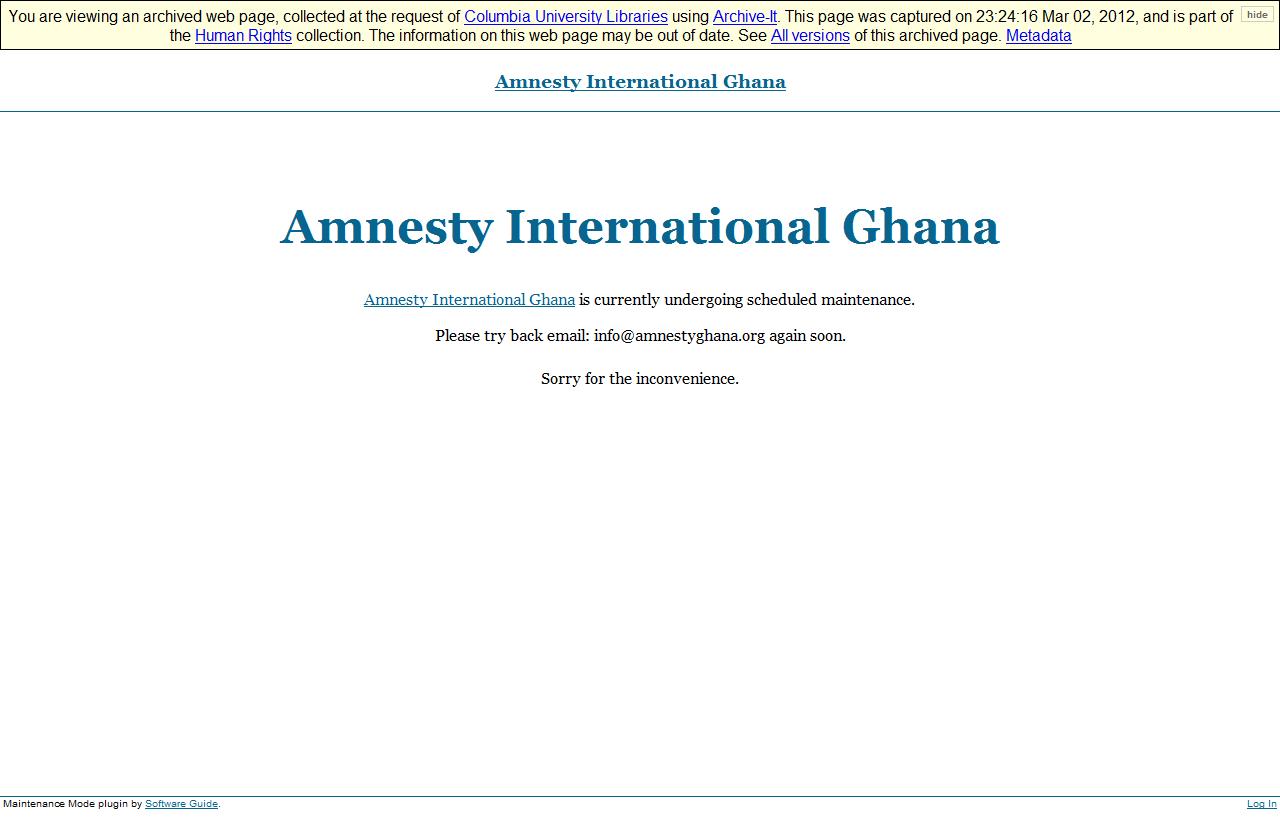 You are viewing an archived web page, collected at the request of Columbia University Libraries using Archive-It. This page was captured on 23:24:16 Mar 02, 2012, and is part of
the Human Rights collection. The information on this web page may be out of date. See All versions of this archived page. Metadata
hide
Amnesty International Ghana
Amnesty International Ghana
Amnesty International Ghana is currently undergoing scheduled maintenance.
Please try back email: info@amnestyghana.org again soon.
Sorry for the inconvenience.
Maintenance Mode plugin by Software Guide.
Log In